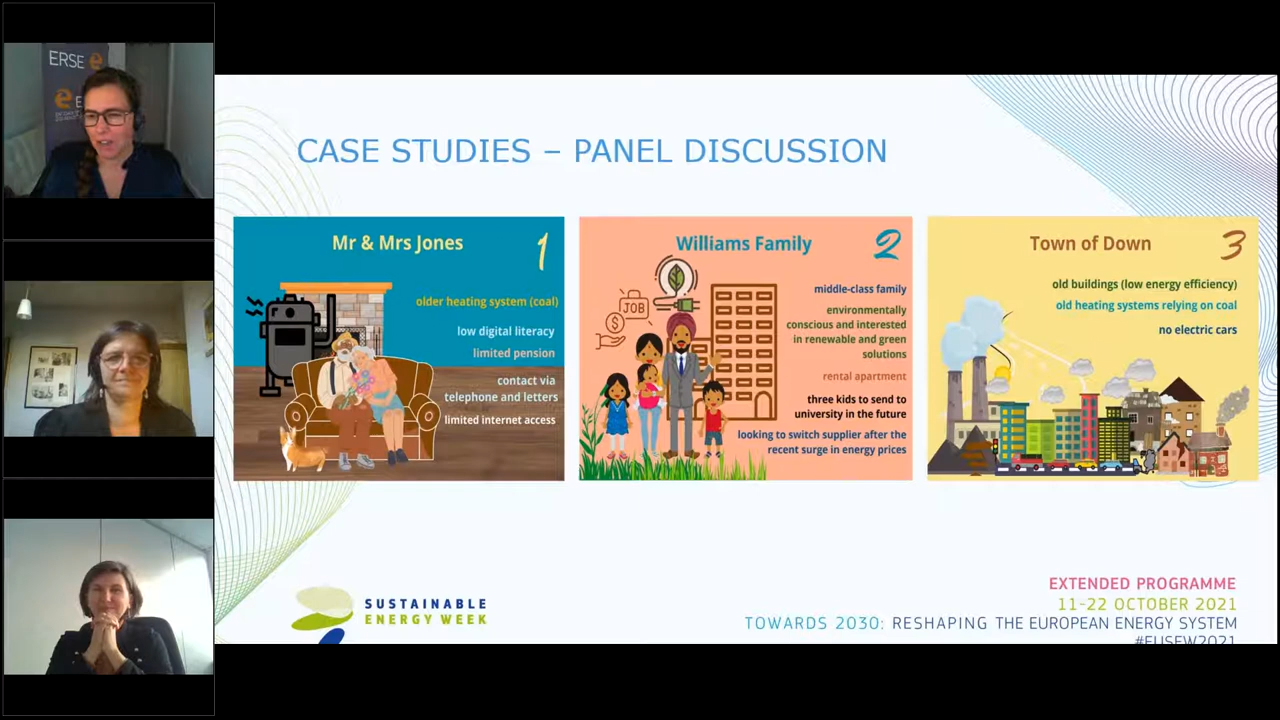 ERSE
CASE STUDIES – PANEL DISCUSSION
Mr & Mrs Jones
1
older heating system (coal)
low digital literacy
limited pension
contact via
telephone and letters
limited internet access
Williams Family
2
JOB
$
middle-class family
environmentally
conscious and interested
in renewable and green
solutions
rental apartment
three kids to send to
university in the future
looking to switch supplier after the
recent surge in energy prices
Town of Down
3
old buildings (low energy efficiency)
old heating systems relying on coal
no electric cars
SUSTAINABLE
ENERGY WEEK
EXTENDED PROGRAMME
11-22 OCTOBER 2021
TOWARDS 2030: RESHAPING THE EUROPEAN ENERGY SYSTEM
#EUSEW2021